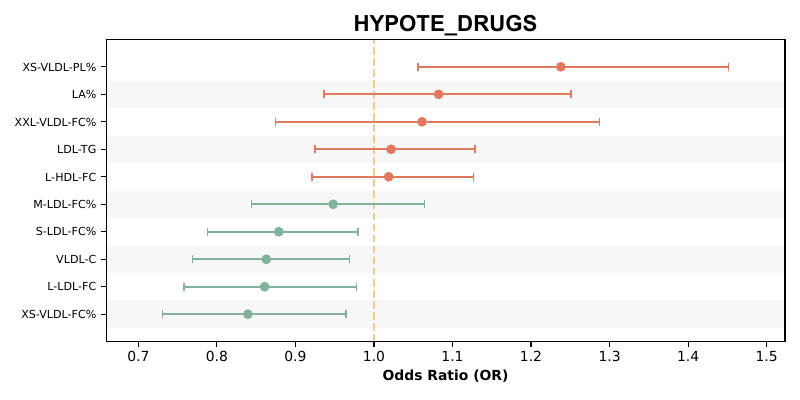 HYPOTE_DRUGS
XS-VLDL-PL%
LA%
XXL-VLDL-FC%
LDL-TG
L-HDL-FC
M-LDL-FC%
S-LDL-FC%
VLDL-C
L-LDL-FC
XS-VLDL-FC%
0.7 0.8 0.9 1.0 1.1 1.2 1.3 1.4 1.5
Odds Ratio (OR)